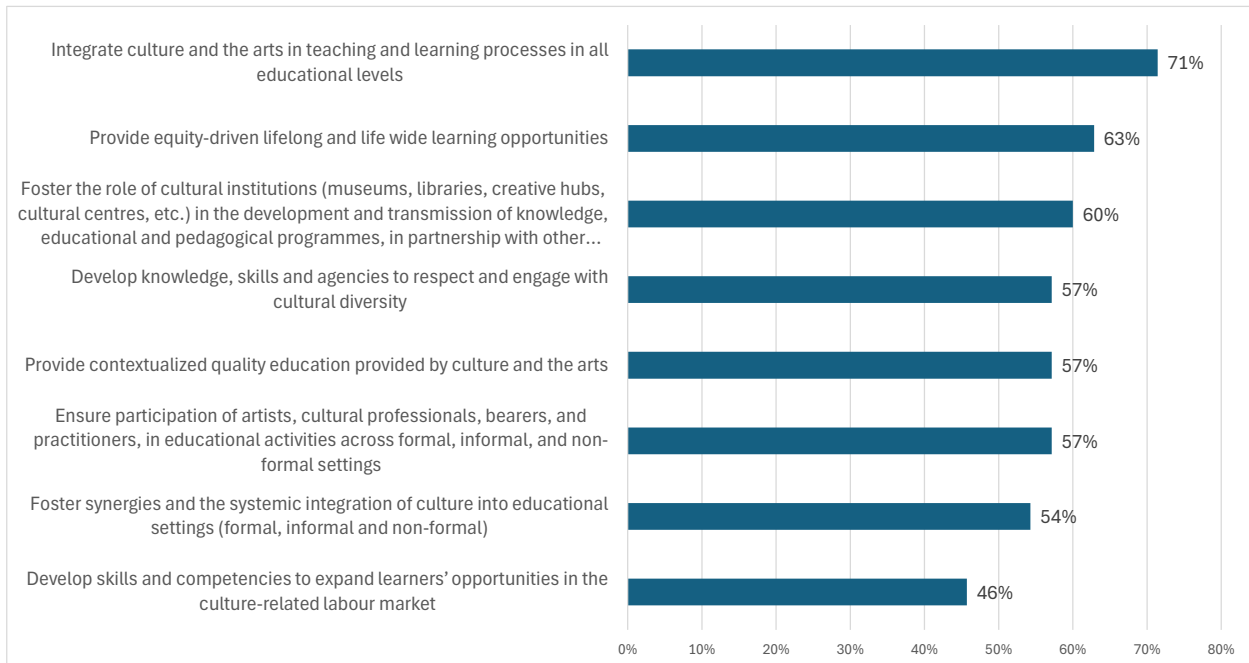 Integrate culture and the arts in teaching and learning processes in all
educational levels
71%
Provide equity-driven lifelong and life wide learning opportunities
63%
Foster the role of cultural institutions (museums, libraries, creative hubs,
cultural centres, etc.) in the development and transmission of knowledge,
educational and pedagogical programmes, in partnership with other...
60%
Develop knowledge, skills and agencies to respect and engage with
cultural diversity
57%
Provide contextualized quality education provided by culture and the arts
57%
Ensure participation of artists, cultural professionals, bearers, and
practitioners, in educational activities across formal, informal, and non-
formal settings
57%
Foster synergies and the systemic integration of culture into educational
settings (formal, informal and non-formal)
54%
Develop skills and competencies to expand learners’ opportunities in the
culture-related labour market
46%
0% 10% 20% 30% 40% 50% 60% 70% 80%